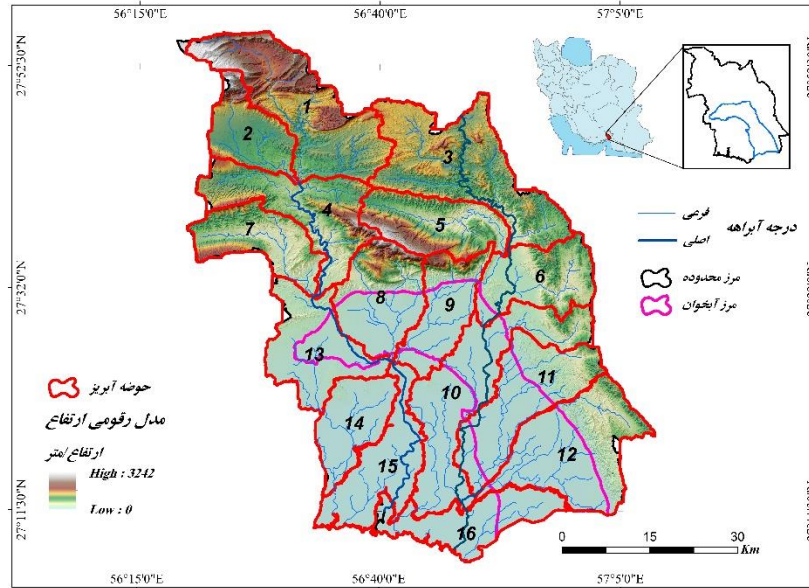 56°15'0"E
56°40'0"E
57°5'0"E
27°52'30"N
27°32'0"N
27°11'30"N
1
2
3
4
5
6
7
8
9
10
11
12
13
14
15
16
درجه آبراهه
فرعی
اصلی
مرز محدوده
مرز آبخوان
حوضه آبریز
مدل رقومی ارتفاع
ارتفاع/متر
High : 3242
Low : 0
0 7.5 15 30
Km
56°15'0"E
56°40'0"E
57°5'0"E